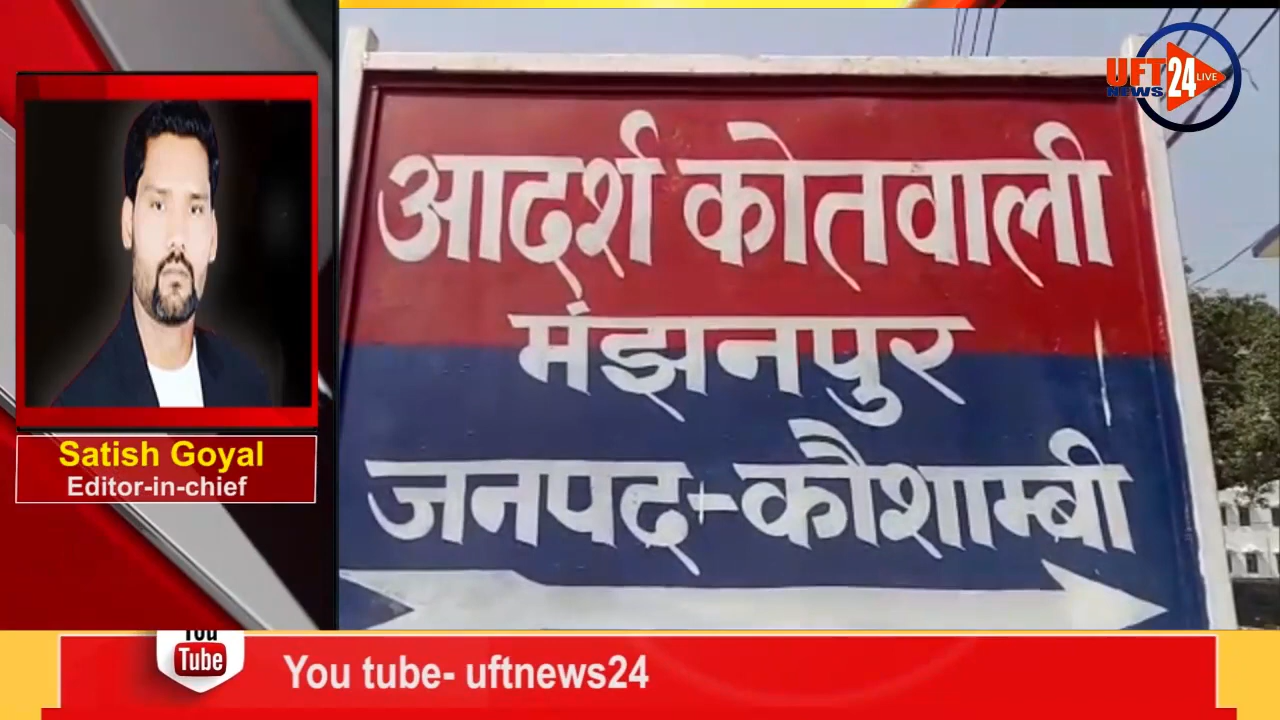 UFT 24 LIVE
NEWS
आदर्श कोतवाली
मंझनपुर
जनपद-कौशाम्बी
Satish Goyal
Editor-in-chief
You
Tube
You tube- uftnews24